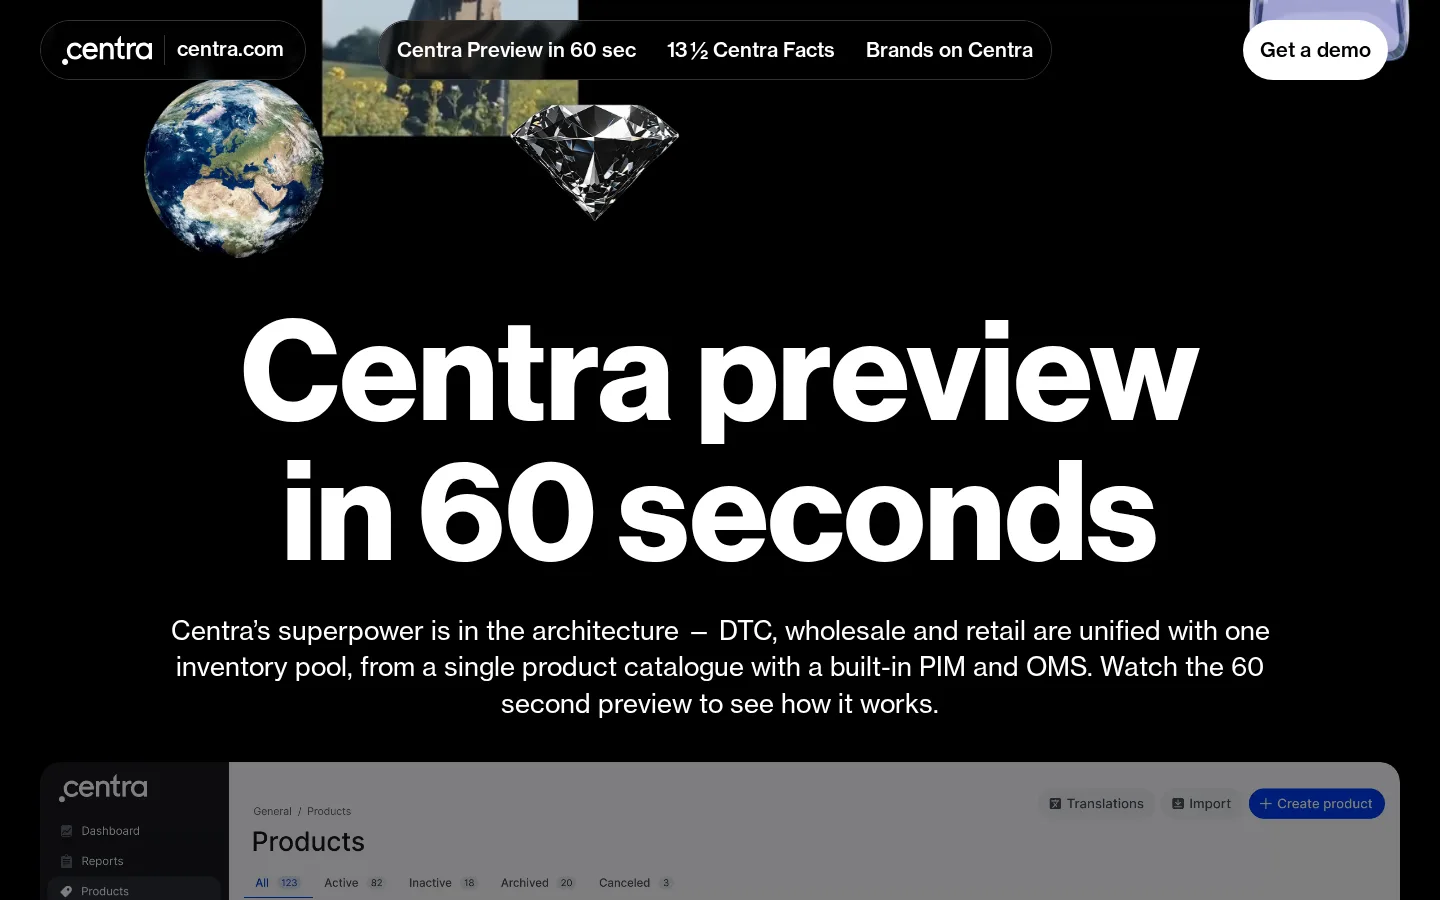 centra
centra.com
Centra Preview in 60 sec
13 ½ Centra Facts
Brands on Centra
Get a demo
Centra preview
in 60 seconds
Centra’s superpower is in the architecture — DTC, wholesale and retail are unified with one
inventory pool, from a single product catalogue with a built-in PIM and OMS. Watch the 60
second preview to see how it works.
centra
Dashboard
Reports
Products
General / Products
Products
Translations
Import
+ Create product
All 123
Active 82
Inactive 18
Archived 20
Canceled 3